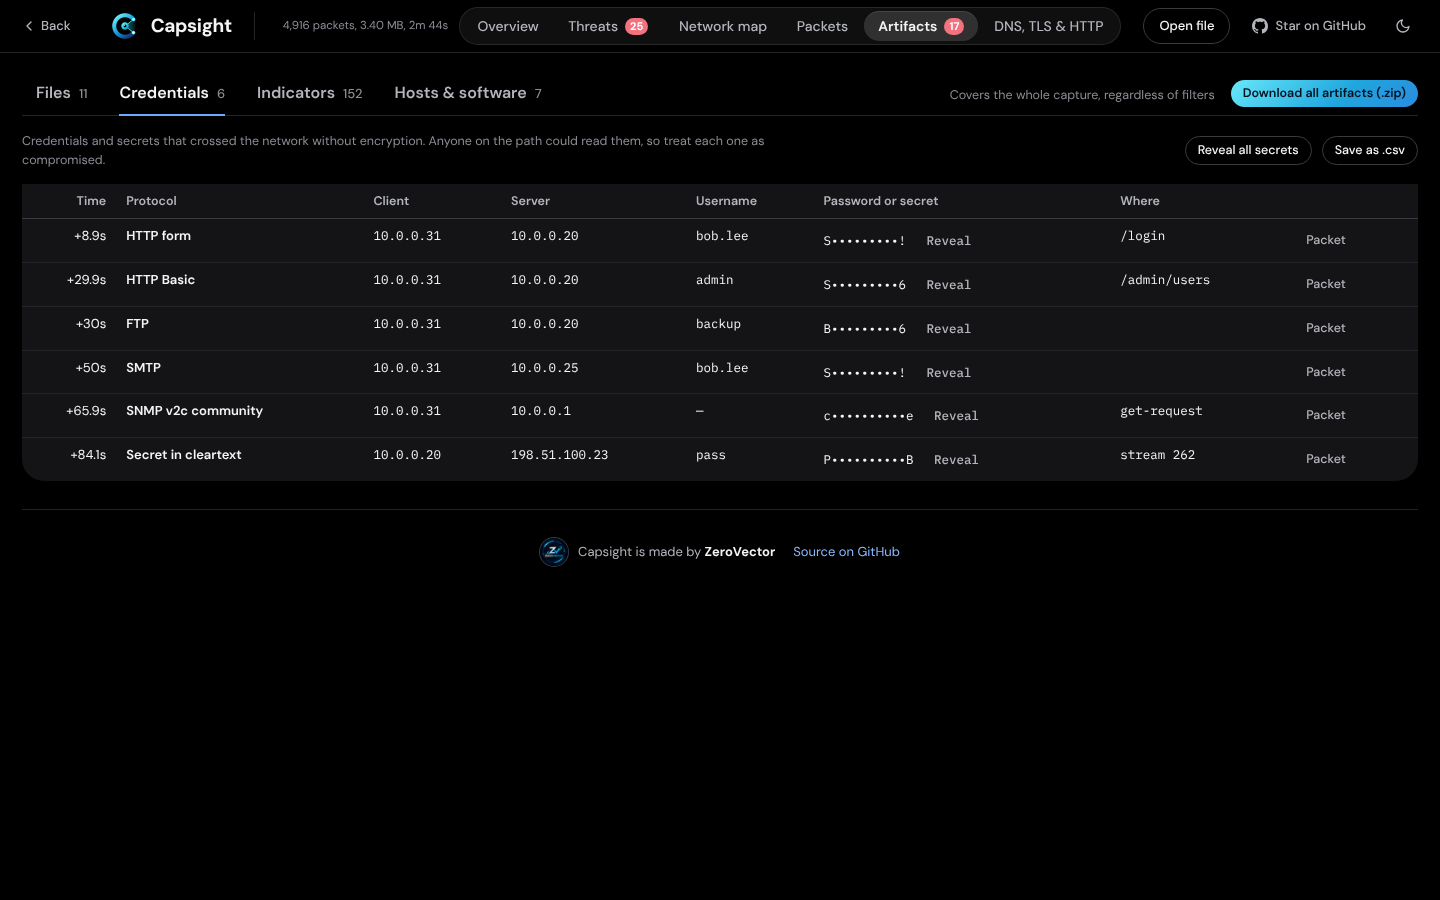 Back
Capsight
4,916 packets, 3.40 MB, 2m 44s
Overview
Threats 25
Network map
Packets
Artifacts 17
DNS, TLS & HTTP
Open file
Star on GitHub
Files 11
Credentials 6
Indicators 152
Hosts & software 7
Covers the whole capture, regardless of filters
Download all artifacts (.zip)
Credentials and secrets that crossed the network without encryption. Anyone on the path could read them, so treat each one as
compromised.
Reveal all secrets
Save as .csv
Time Protocol Client Server Username Password or secret Where
+8.9s HTTP form 10.0.0.31 10.0.0.20 bob.lee S•••••••••! Reveal /login Packet
+29.9s HTTP Basic 10.0.0.31 10.0.0.20 admin S•••••••••6 Reveal /admin/users Packet
+30s FTP 10.0.0.31 10.0.0.20 backup B•••••••••6 Reveal Packet
+50s SMTP 10.0.0.31 10.0.0.25 bob.lee S•••••••••! Reveal Packet
+65.9s SNMP v2c community 10.0.0.31 10.0.0.1 — c••••••••••e Reveal get-request Packet
+84.1s Secret in cleartext 10.0.0.20 198.51.100.23 pass P••••••••••B Reveal stream 262 Packet
Capsight is made by ZeroVector
Source on GitHub